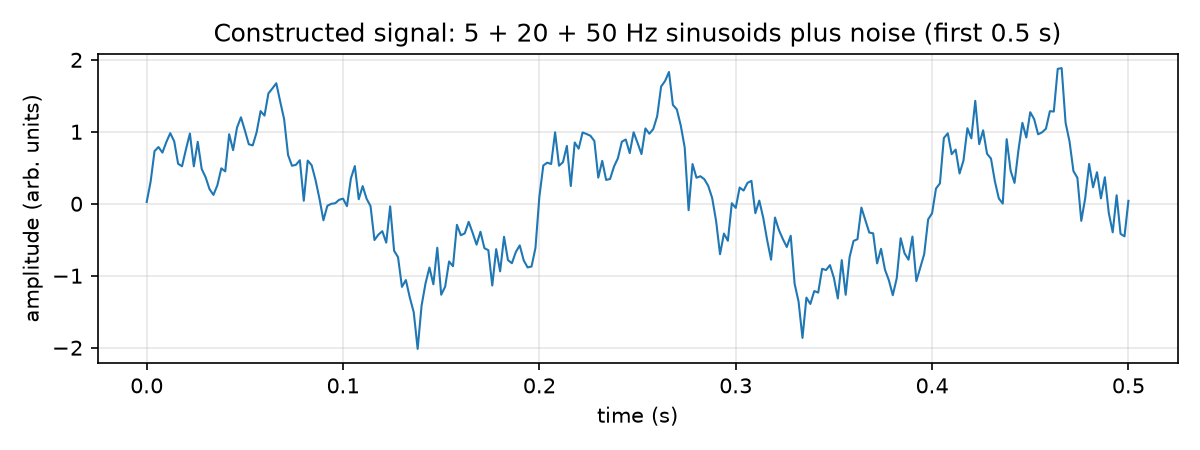 Constructed signal: 5 + 20 + 50 Hz sinusoids plus noise (first 0.5 s)
amplitude (arb. units)
2
1
0
−1
−2
0.0 0.1 0.2 0.3 0.4 0.5
time (s)